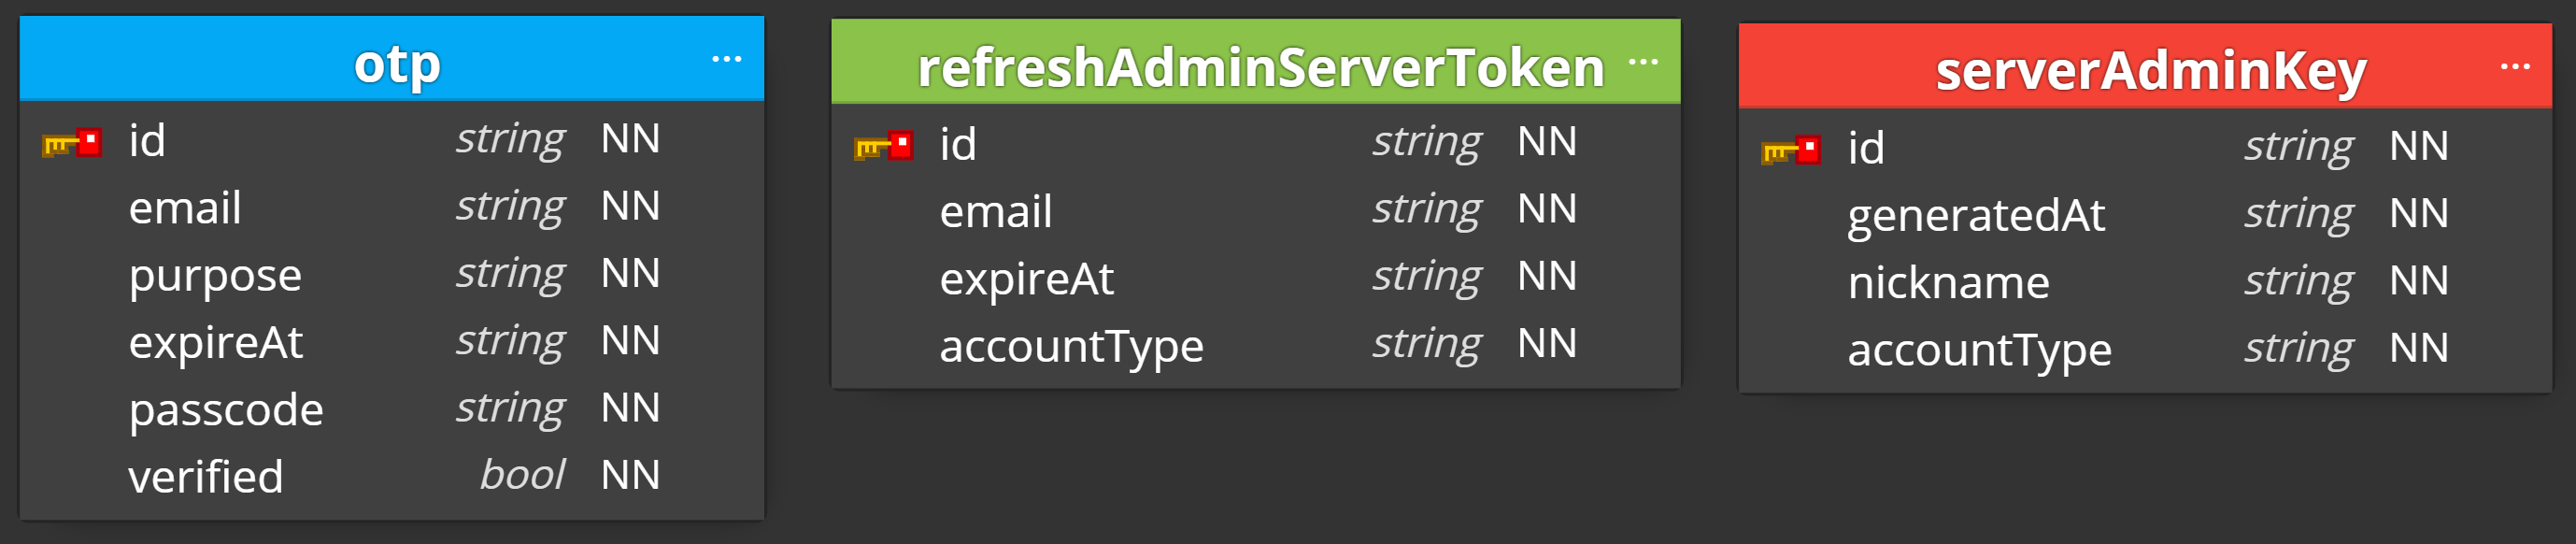 otp ...
id string NN
email string NN
purpose string NN
expireAt string NN
passcode string NN
verified bool NN
refreshAdminServerToken ...
id string NN
email string NN
expireAt string NN
accountType string NN
serverAdminKey ...
id string NN
generatedAt string NN
nickname string NN
accountType string NN